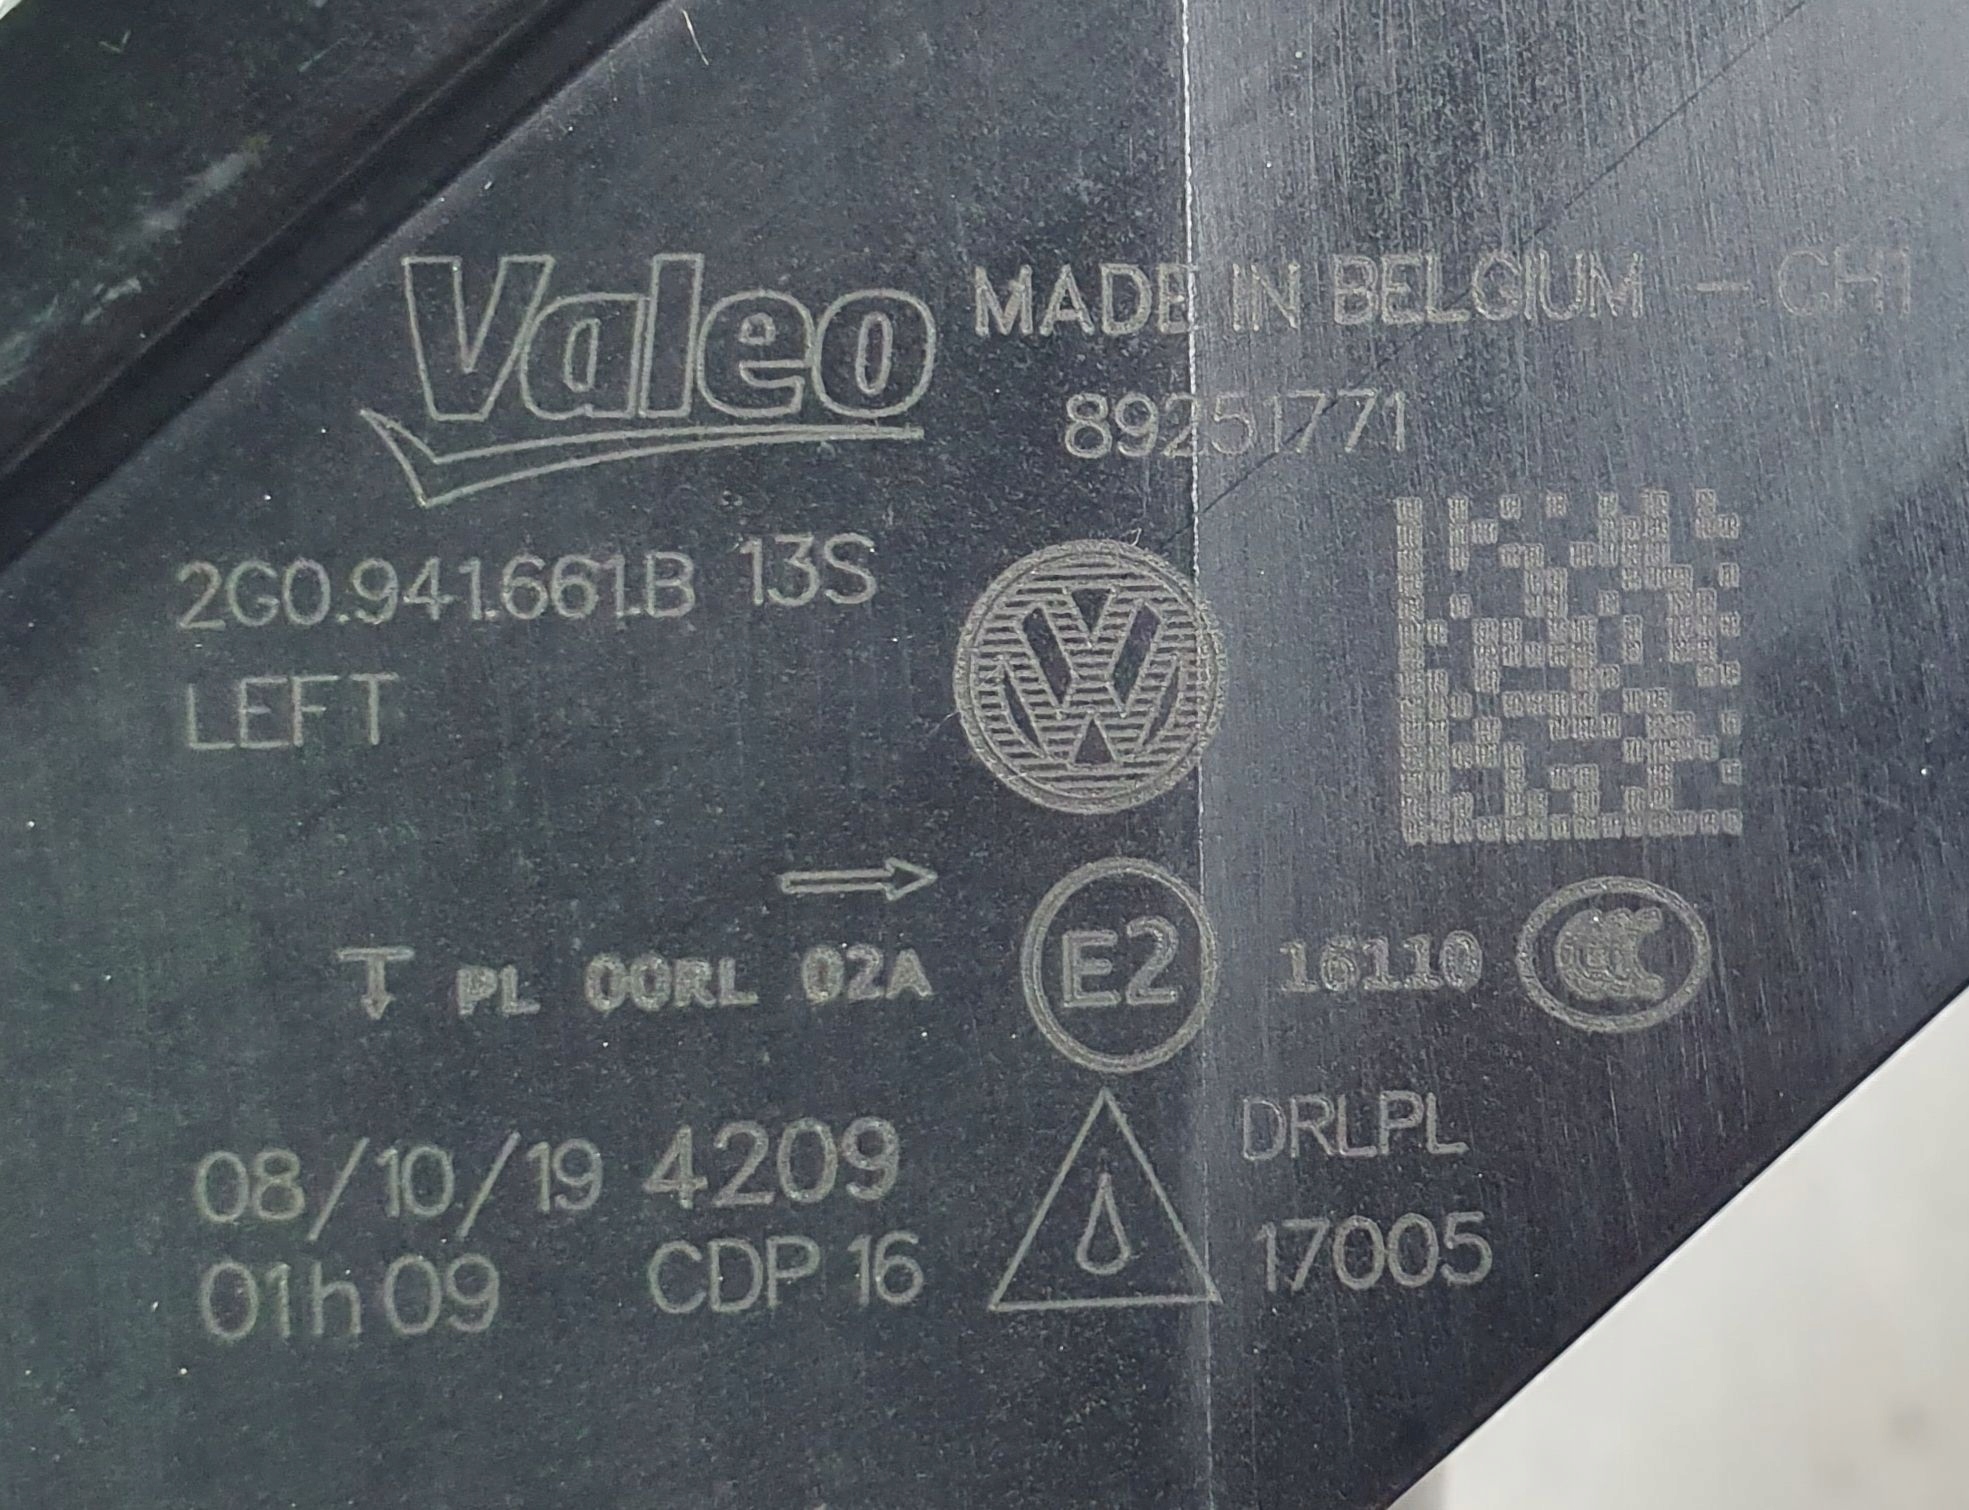 Valeo MADE IN BELGIUM - CH1
89251771
2G0.941.661.B 13S
LEFT
PL 00RL 02A E2 16110 CCC
08/10/19 4209 DRLPL
01h09 CDP 16 17005